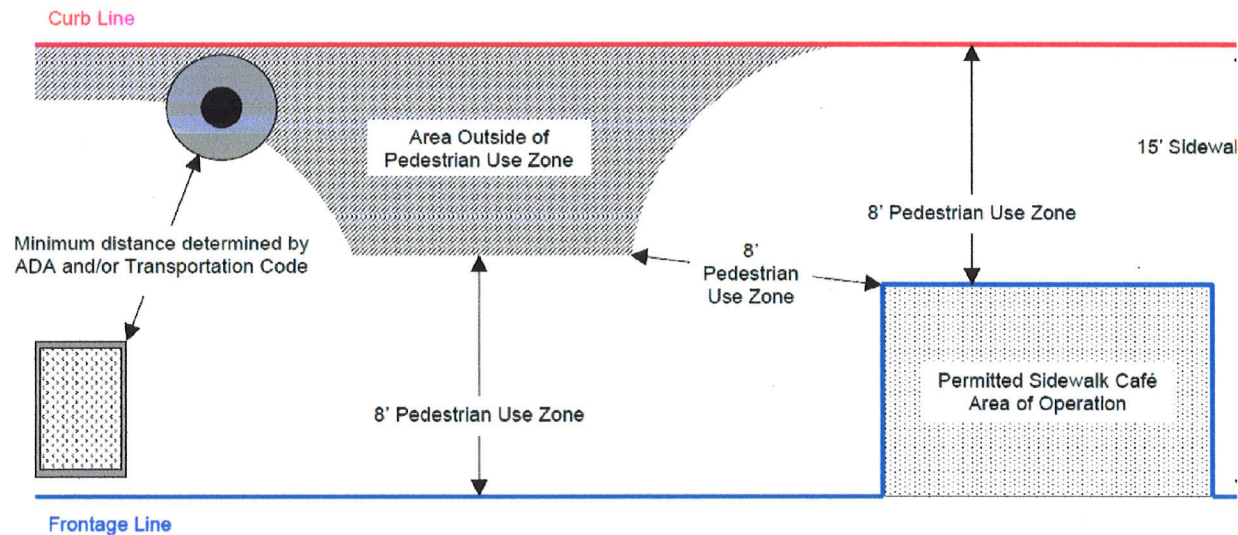 Curb Line
Area Outside of
Pedestrian Use Zone
15' Sidewal
8' Pedestrian Use Zone
Minimum distance determined by
ADA and/or Transportation Code
8'
Pedestrian
Use Zone
Permitted Sidewalk Café
Area of Operation
8' Pedestrian Use Zone
Frontage Line